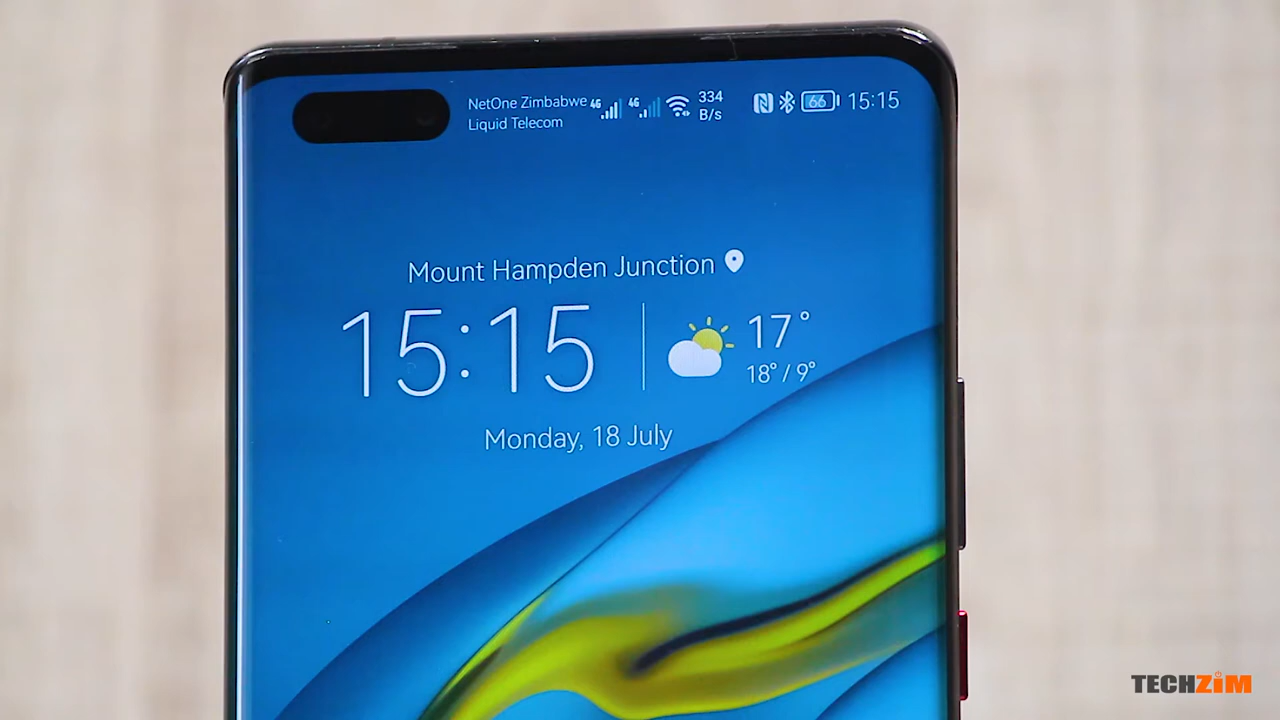 NetOne Zimbabwe 4G 4G 334 66 15:15
Liquid Telecom B/s
Mount Hampden Junction
15:15 17°
18° / 9°
Monday, 18 July
TECHZiM